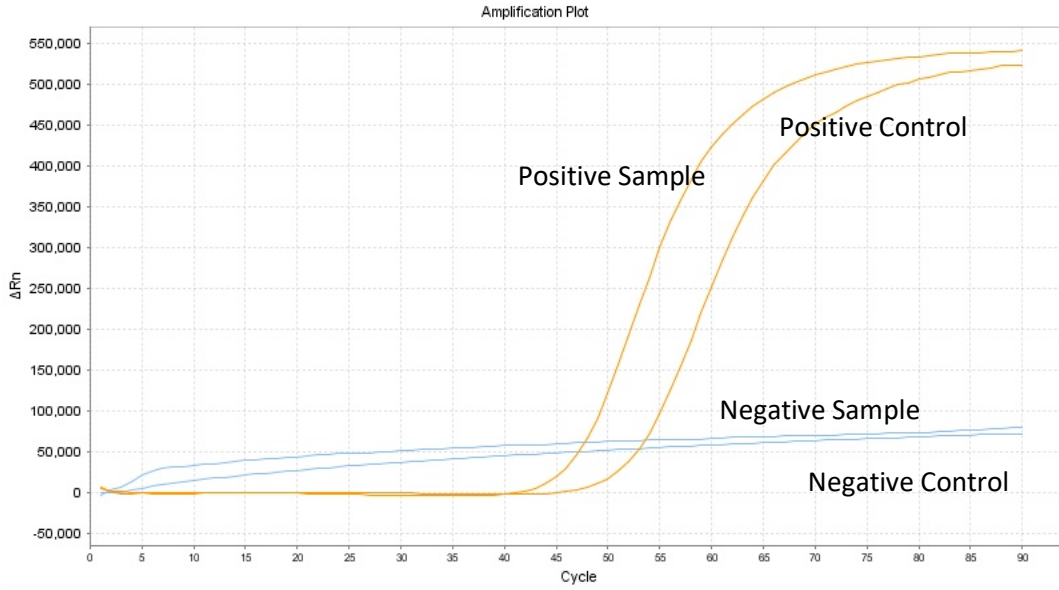 Amplification Plot
550,000
500,000
450,000
400,000
350,000
300,000
250,000
200,000
150,000
100,000
50,000
0
-50,000
ΔRn
Positive Control
Positive Sample
Negative Sample
Negative Control
0 5 10 15 20 25 30 35 40 45 50 55 60 65 70 75 80 85 90
Cycle